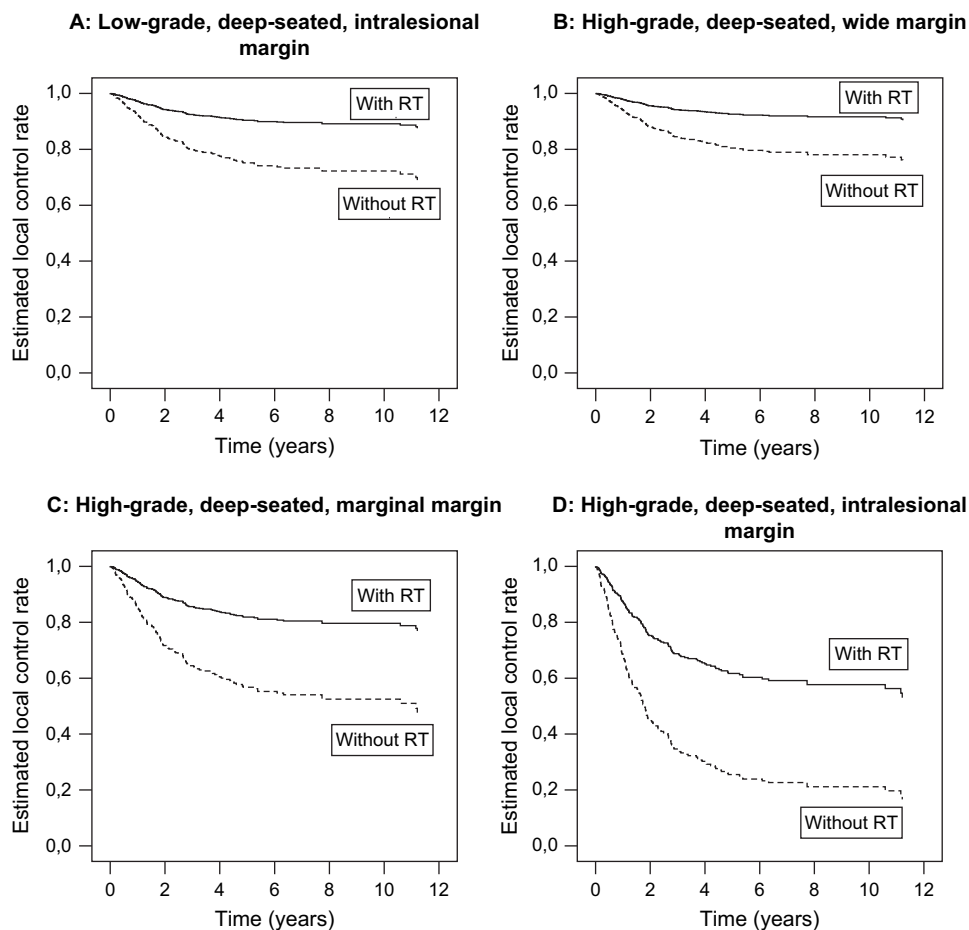 A: Low-grade, deep-seated, intralesional
margin
Estimated local control rate
1,0
0,8
0,6
0,4
0,2
0,0
With RT
Without RT
0 2 4 6 8 10 12
Time (years)
B: High-grade, deep-seated, wide margin
Estimated local control rate
1,0
0,8
0,6
0,4
0,2
0,0
With RT
Without RT
0 2 4 6 8 10 12
Time (years)
C: High-grade, deep-seated, marginal margin
Estimated local control rate
1,0
0,8
0,6
0,4
0,2
0,0
With RT
Without RT
0 2 4 6 8 10 12
Time (years)
D: High-grade, deep-seated, intralesional
margin
Estimated local control rate
1,0
0,8
0,6
0,4
0,2
0,0
With RT
Without RT
0 2 4 6 8 10 12
Time (years)